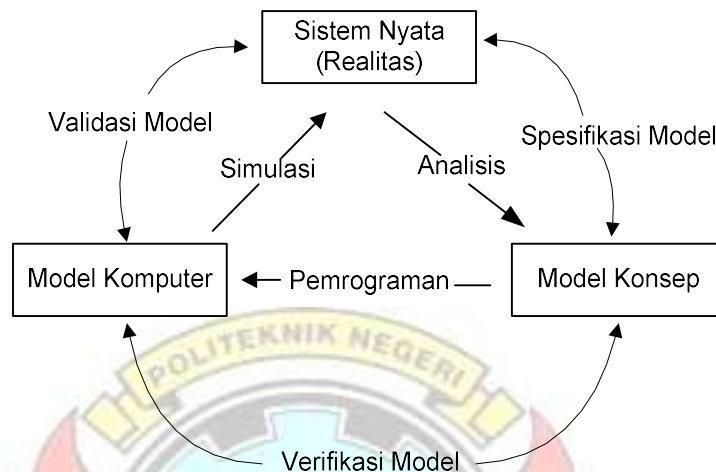 Sistem Nyata
(Realitas)
Validasi Model
Spesifikasi Model
Simulasi
Analisis
Model Komputer
Pemrograman
Model Konsep
POLITEKNIK NEGERI
Verifikasi Model